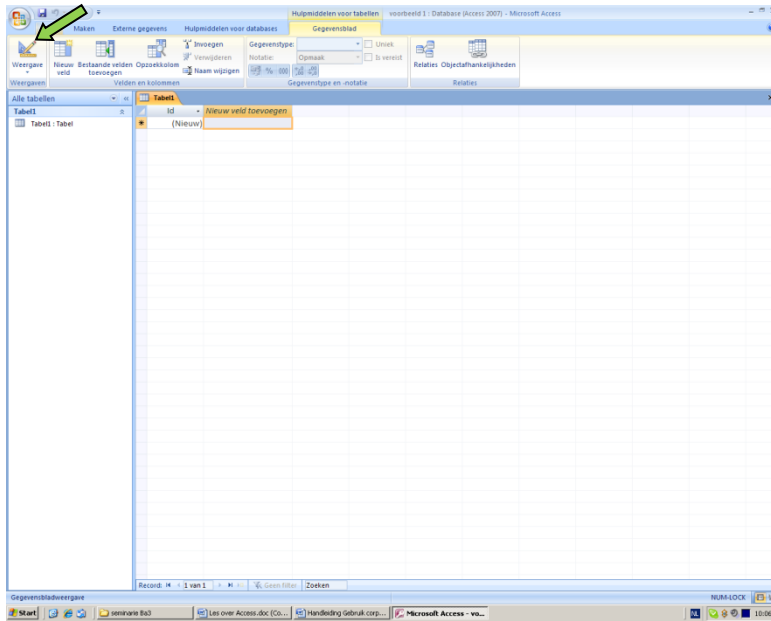 Hulpmiddelen voor tabellen voorbeeld 1 : Database (Access 2007) - Microsoft Access
Maken Externe gegevens Hulpmiddelen voor databases Gegevensblad
Weergave
Nieuw veld
Bestaande velden toevoegen
Opzoekkolom
Invoegen
Verwijderen
Naam wijzigen
Gegevenstype:
Uniek
Notatie: Opmaak
Is vereist
% 000
Relaties Objectafhankelijkheden
Weergaven Velden en kolommen Gegevenstype en -notatie Relaties
Alle tabellen
Tabel1
Tabel1 : Tabel
Tabel1
Id Nieuw veld toevoegen
(Nieuw)
Record: 1 van 1 Geen filter Zoeken
Gegevensbladweergave NUM-LOCK
Start seminarie Ba3 Les over Access.doc (Co... Handleiding Gebruik corp... Microsoft Access - vo... NL 10:06